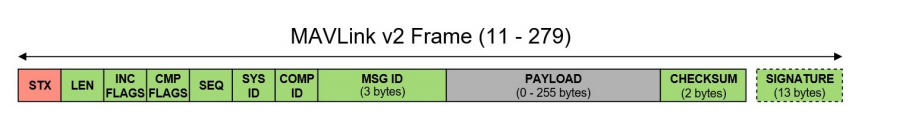 MAVLink v2 Frame (11 - 279)
STX
LEN
INC
FLAGS
CMP
FLAGS
SEQ
SYS
ID
COMP
ID
MSG ID
(3 bytes)
PAYLOAD
(0 - 255 bytes)
CHECKSUM
(2 bytes)
SIGNATURE
(13 bytes)